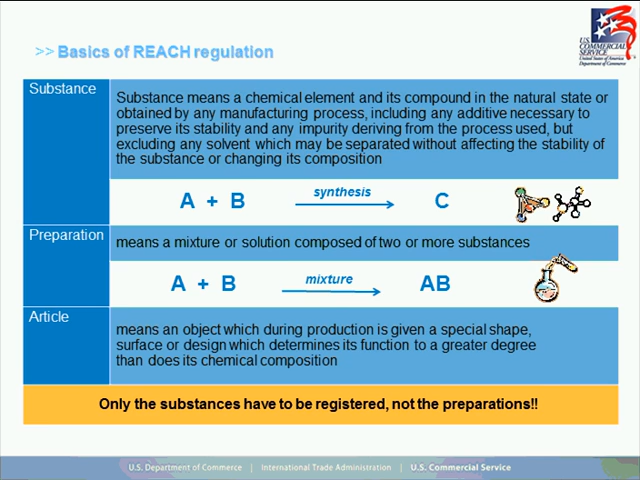 >> Basics of REACH regulation
U.S.
COMMERCIAL
SERVICE
United States of America
Department of Commerce
Substance
Substance means a chemical element and its compound in the natural state or
obtained by any manufacturing process, including any additive necessary to
preserve its stability and any impurity deriving from the process used, but
excluding any solvent which may be separated without affecting the stability of
the substance or changing its composition
A + B synthesis C
Preparation
means a mixture or solution composed of two or more substances
A + B mixture AB
Article
means an object which during production is given a special shape,
surface or design which determines its function to a greater degree
than does its chemical composition
Only the substances have to be registered, not the preparations!!
U.S. Department of Commerce | International Trade Administration | U.S. Commercial Service